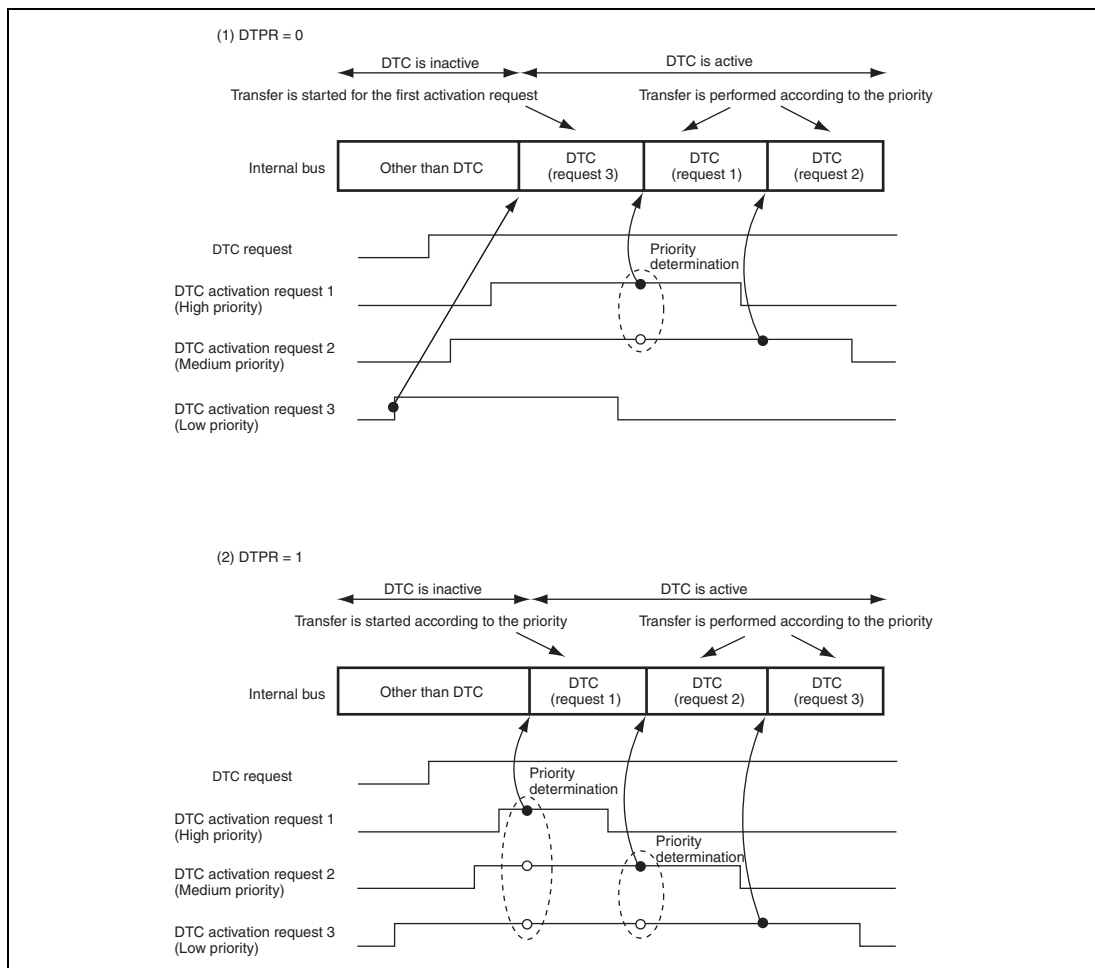 (1) DTPR = 0
DTC is inactive
DTC is active
Transfer is started for the first activation request
Transfer is performed according to the priority
Internal bus
Other than DTC
DTC
(request 3)
DTC
(request 1)
DTC
(request 2)
DTC request
Priority
determination
DTC activation request 1
(High priority)
DTC activation request 2
(Medium priority)
DTC activation request 3
(Low priority)
(2) DTPR = 1
DTC is inactive
DTC is active
Transfer is started according to the priority
Transfer is performed according to the priority
Internal bus
Other than DTC
DTC
(request 1)
DTC
(request 2)
DTC
(request 3)
DTC request
Priority
determination
DTC activation request 1
(High priority)
Priority
determination
DTC activation request 2
(Medium priority)
DTC activation request 3
(Low priority)